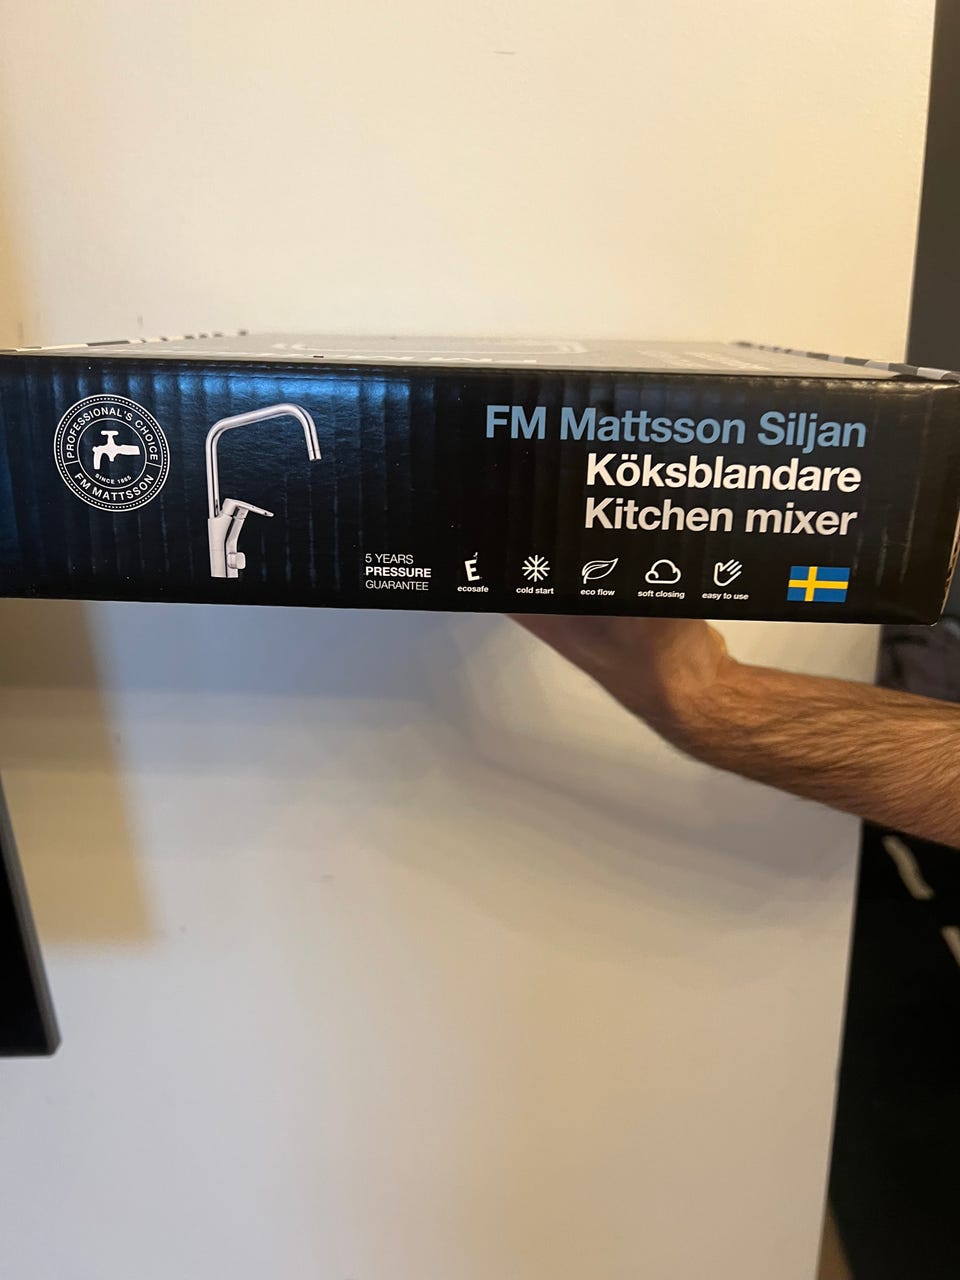 PROFESSIONAL'S CHOICE
SINCE 1865
FM MATTSSON
FM Mattsson Siljan
Köksblandare
Kitchen mixer
5 YEARS
PRESSURE
GUARANTEE
É
ecosafe
cold start
eco flow
soft closing
easy to use